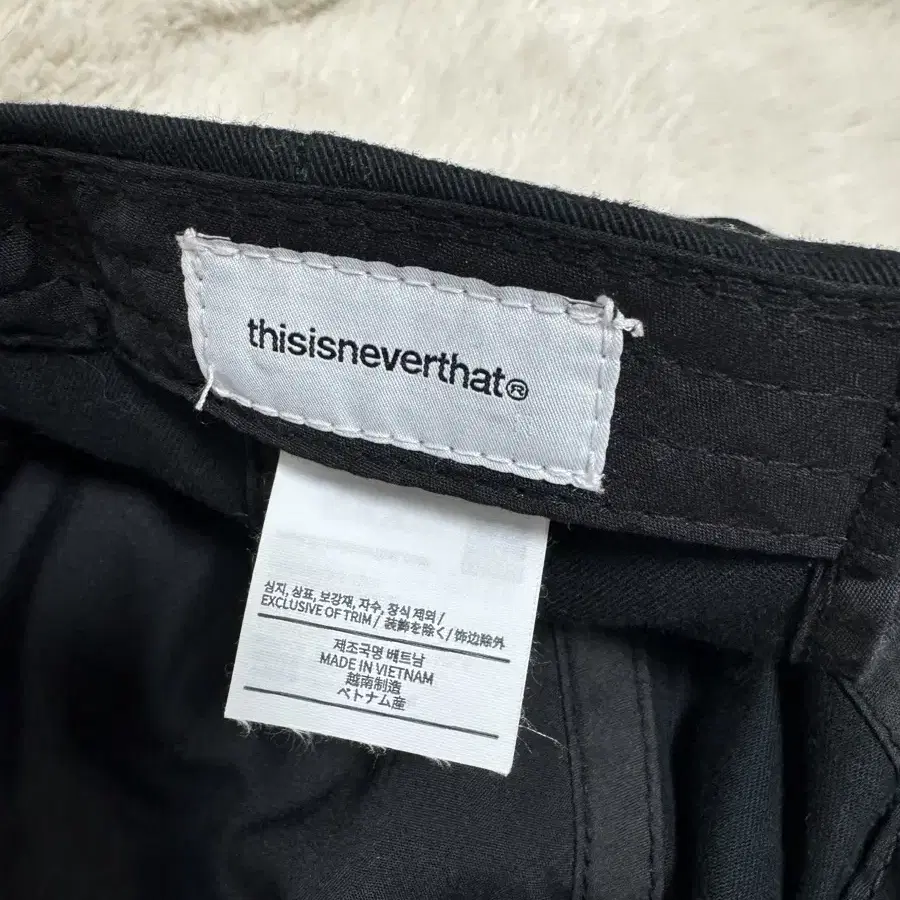 thisisneverthat®
심지, 상표, 보강재, 자수, 장식 제외 /
EXCLUSIVE OF TRIM / 装飾を除く / 饰边除外
제조국명 베트남
MADE IN VIETNAM
越南制造
ベトナム産